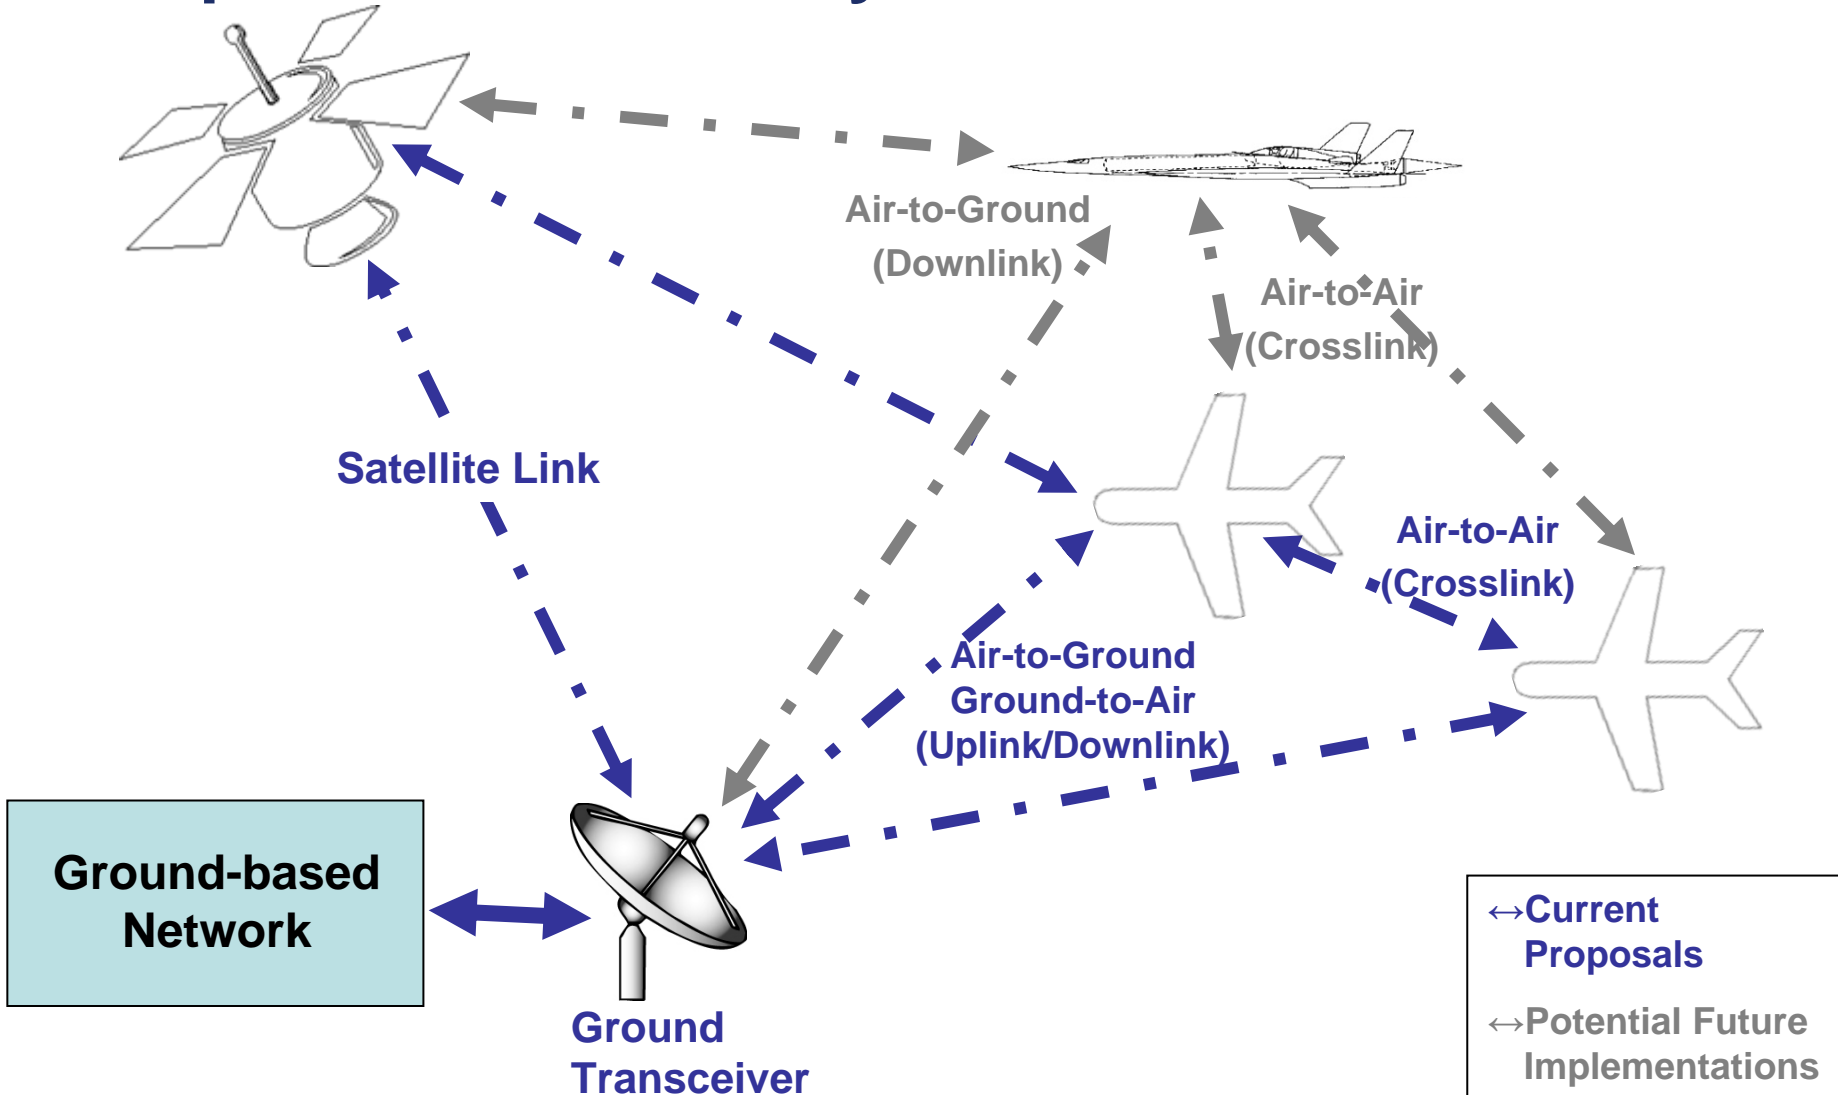 Air-to-Ground
(Downlink)
Air-to-Air
(Crosslink)
Satellite Link
Air-to-Air
(Crosslink)
Air-to-Ground
Ground-to-Air
(Uplink/Downlink)
Ground-based
Network
Ground
Transceiver
↔Current
Proposals
↔Potential Future
Implementations